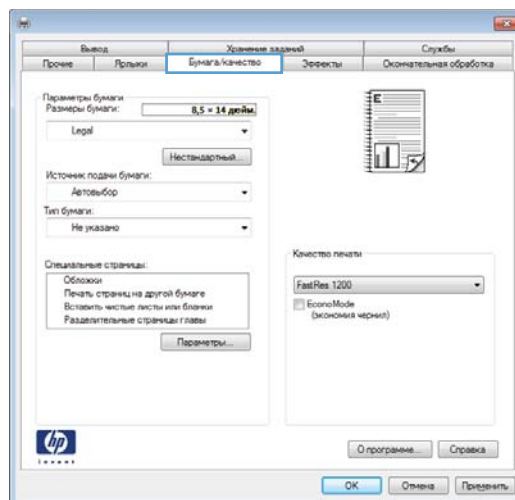 Вывод
Хранение заданий
Службы
Прочие
Ярлыки
Бумага/качество
Эффекты
Окончательная обработка
Параметры бумаги
Размеры бумаги:
8,5 × 14 дюйм.
Legal
Нестандартный...
Источник подачи бумаги:
Автовыбор
Тип бумаги:
Не указано
Специальные страницы:
Обложки
Печать страниц на другой бумаге
Вставить чистые листы или бланки
Разделительные страницы главы
Параметры...
E
Качество печати
FastRes 1200
EconoMode
(экономия чернил)
hp
invent
О программе...
Справка
OK
Отмена
Применить